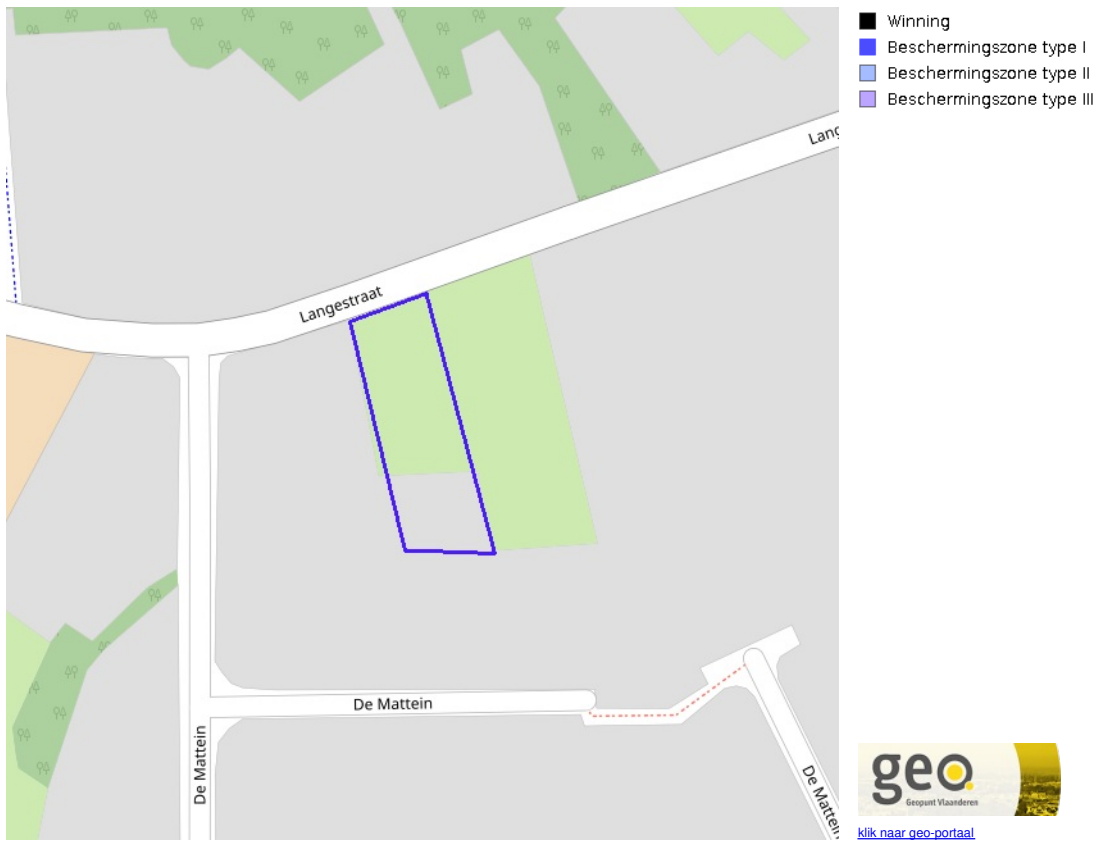 Winning
Beschermingszone type I
Beschermingszone type II
Beschermingszone type III
Lang
Langestraat
De Mattein
De Mattein
De Mattein
geo.
Geopunt Vlaanderen
klik naar geo-portaal